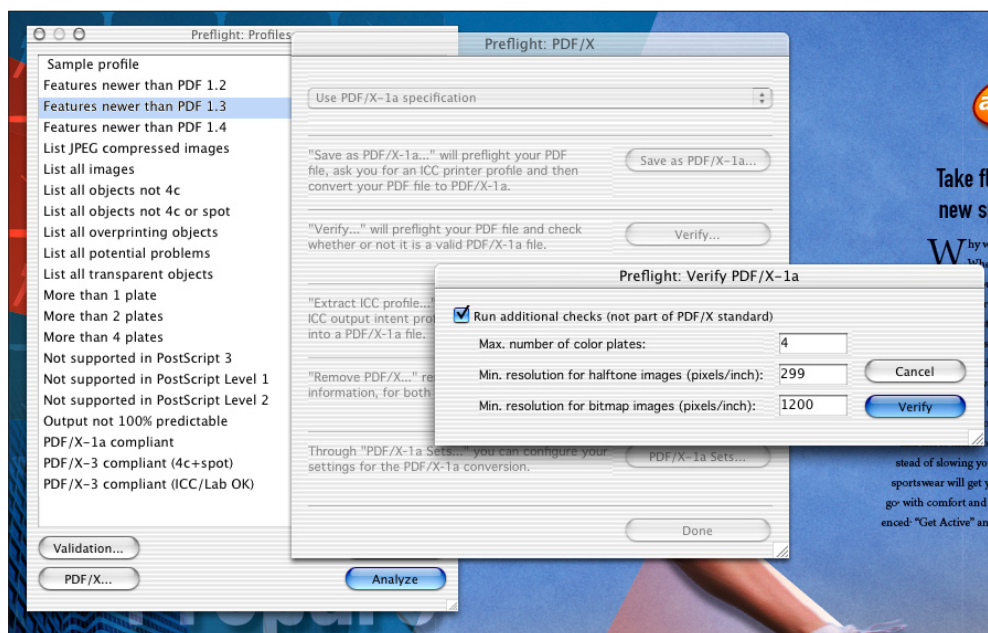 Preflight: Profiles
Sample profile
Features newer than PDF 1.2
Features newer than PDF 1.3
Features newer than PDF 1.4
List JPEG compressed images
List all images
List all objects not 4c
List all objects not 4c or spot
List all overprinting objects
List all potential problems
List all transparent objects
More than 1 plate
More than 2 plates
More than 4 plates
Not supported in PostScript 3
Not supported in PostScript Level 1
Not supported in PostScript Level 2
Output not 100% predictable
PDF/X-1a compliant
PDF/X-3 compliant (4c+spot)
PDF/X-3 compliant (ICC/Lab OK)
Validation...
PDF/X...
Analyze
Preflight: PDF/X
Use PDF/X-1a specification
"Save as PDF/X-1a..." will preflight your PDF
file, ask you for an ICC printer profile and then
convert your PDF file to PDF/X-1a.
Save as PDF/X-1a...
"Verify..." will preflight your PDF file and check
whether or not it is a valid PDF/X-1a file.
Verify...
"Extract ICC profile..."
ICC output intent
into a PDF/X-1a file.
"Remove PDF/X..."
information, for both
Through "PDF/X-1a Sets..." you can configure your
settings for the PDF/X-1a conversion.
PDF/X-1a Sets...
Done
Preflight: Verify PDF/X-1a
Run additional checks (not part of PDF/X standard)
Max. number of color plates: 4
Min. resolution for halftone images (pixels/inch): 299
Min. resolution for bitmap images (pixels/inch): 1200
Cancel
Verify
Take
new
Why
stead of slowing
sportswear will get
go with comfort and
enced "Get Active"